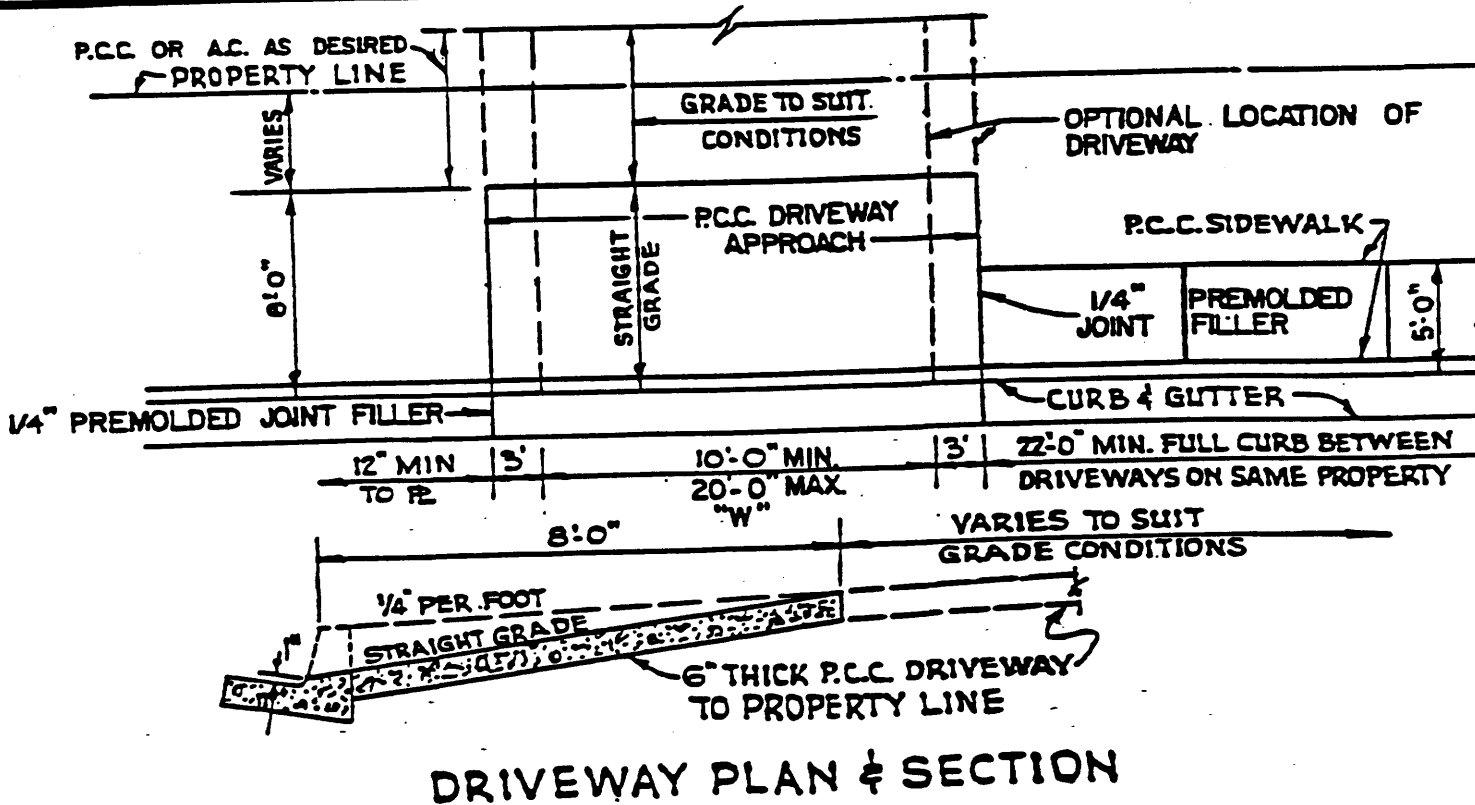 P.C.C. OR A.C. AS DESIRED
PROPERTY LINE
VARIES
GRADE TO SUIT.
CONDITIONS
OPTIONAL LOCATION OF
DRIVEWAY
8'-0"
STRAIGHT
GRADE
P.C.C. DRIVEWAY
APPROACH
P.C.C. SIDEWALK
1/4"
JOINT
PREMOLDED
FILLER
5'-0"
1/4" PREMOLDED JOINT FILLER
CURB & GUTTER
12" MIN
TO PL
3'
10'-0" MIN.
20'-0" MAX.
"W"
3'
22'-0" MIN. FULL CURB BETWEEN
DRIVEWAYS ON SAME PROPERTY
8'-0"
VARIES TO SUIT
GRADE CONDITIONS
1/4" PER FOOT
STRAIGHT GRADE
1"
6" THICK P.C.C. DRIVEWAY
TO PROPERTY LINE
DRIVEWAY PLAN & SECTION